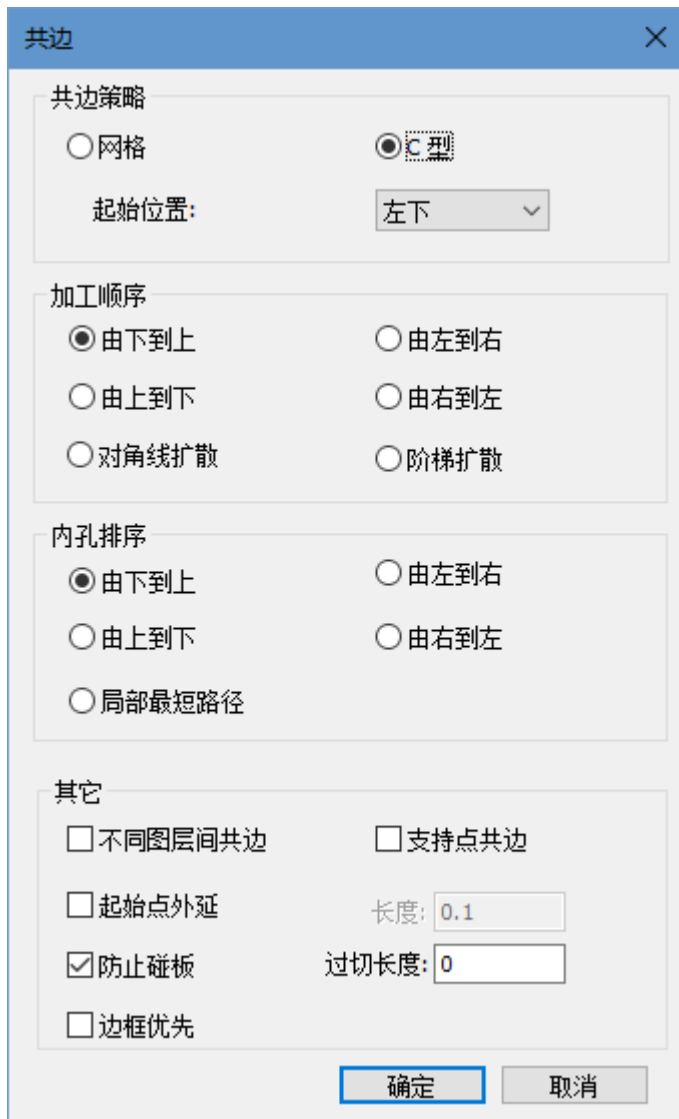 共边
共边策略
网格
C 型
起始位置:
左下
加工顺序
由下到上
由左到右
由上到下
由右到左
对角线扩散
阶梯扩散
内孔排序
由下到上
由左到右
由上到下
由右到左
局部最短路径
其它
不同图层间共边
支持点共边
起始点外延
长度: 0.1
防止碰板
过切长度: 0
边框优先
确定
取消